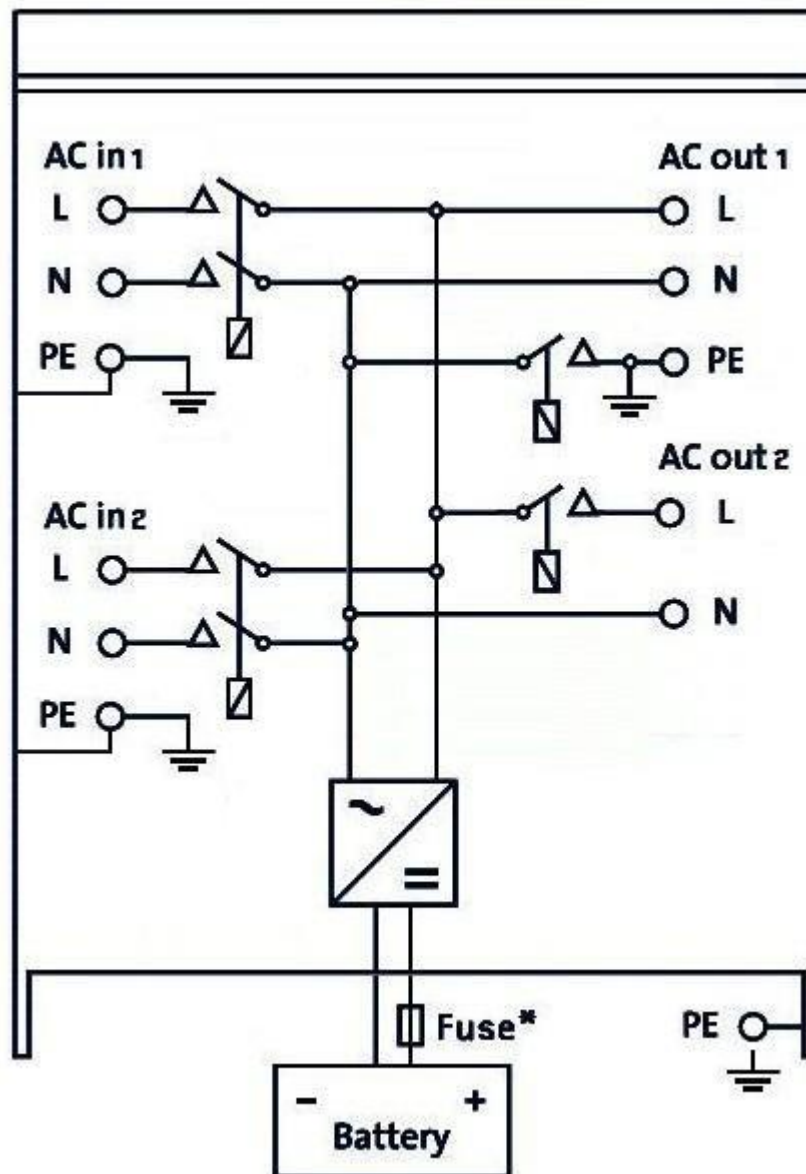 AC in 1
L
N
PE
AC out 1
L
N
PE
AC out 2
L
N
AC in 2
L
N
PE
Fuse*
PE
- +
Battery